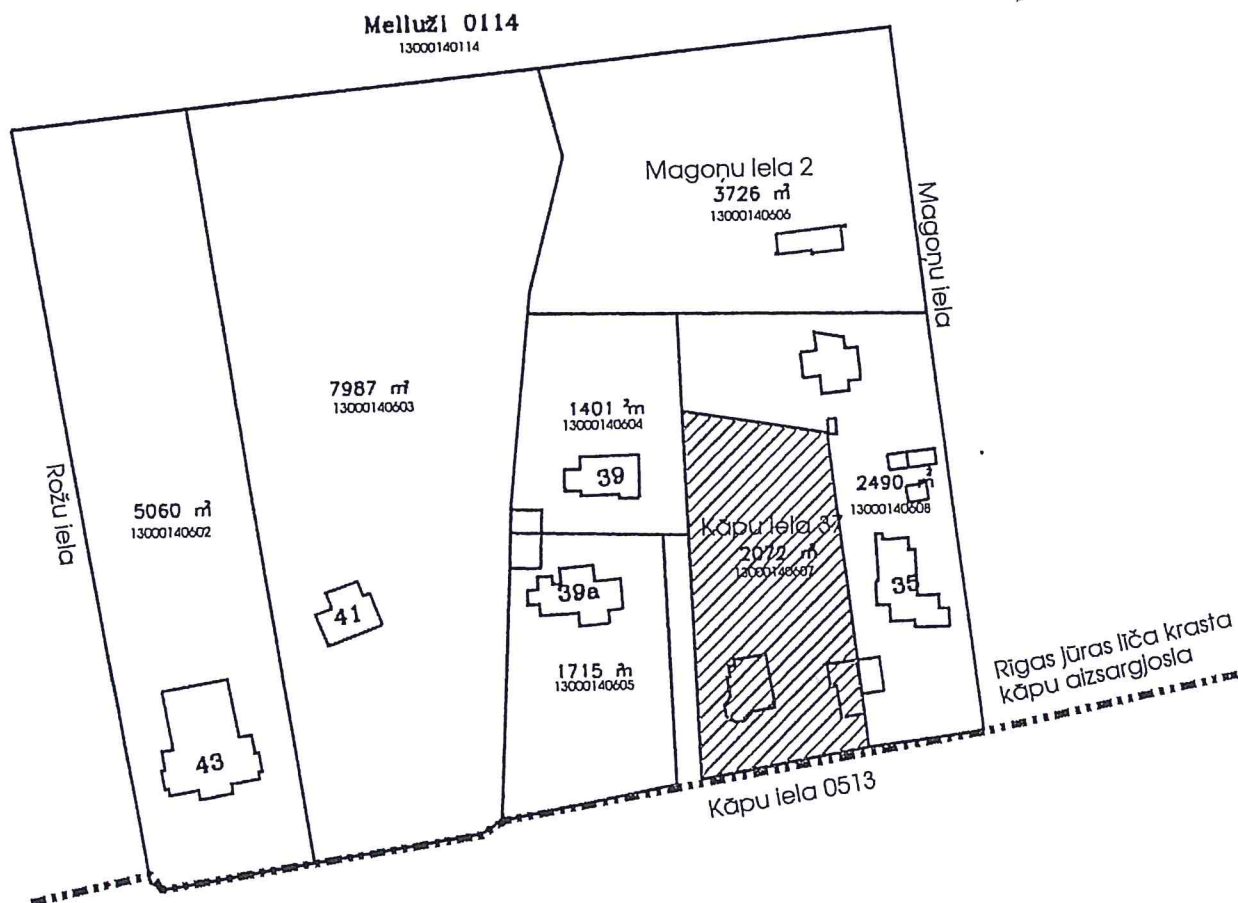 Melluži 0114
13000140114
Magoņu iela 2
3726 m²
13000140606
Magoņu iela
7987 m²
13000140603
1401 ²m
13000140604
39
Rožu iela
5060 m²
13000140602
2490 m²
13000140608
Kāpu iela 37
2072 m²
13000140607
35
39a
41
1715 m²
13000140605
43
Rīgas jūras līča krasta
kāpu aizsargjosla
Kāpu iela 0513